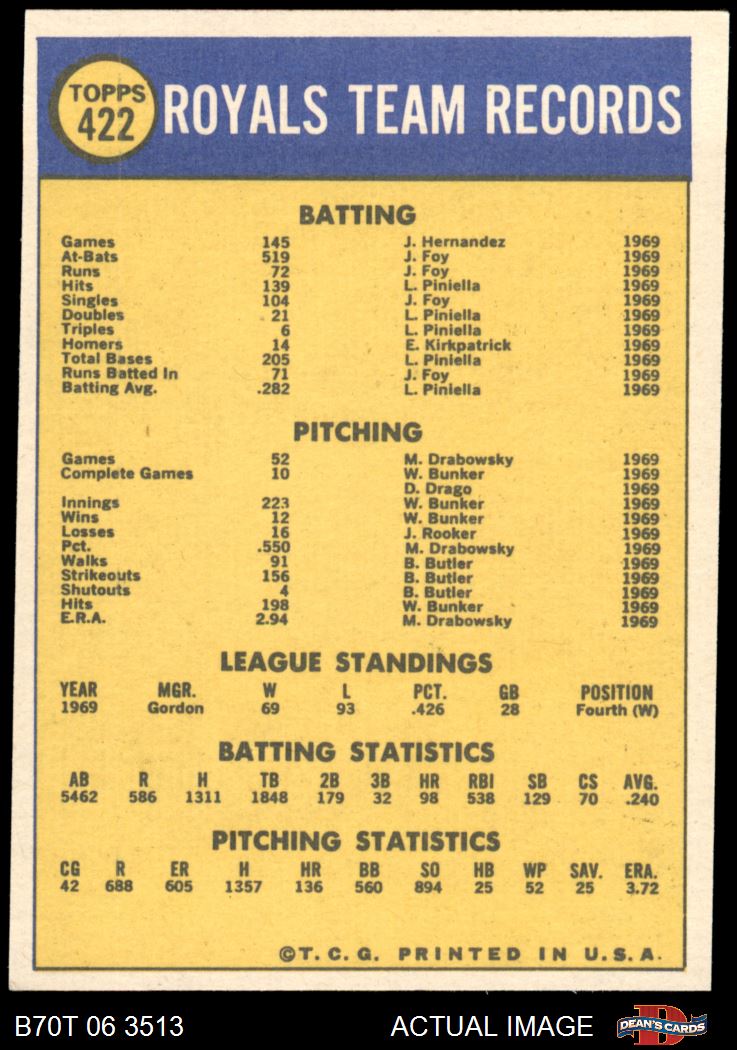 TOPPS
422
ROYALS TEAM RECORDS
BATTING
Games 145 J. Hernandez 1969
At-Bats 519 J. Foy 1969
Runs 72 J. Foy 1969
Hits 139 L. Piniella 1969
Singles 104 J. Foy 1969
Doubles 21 L. Piniella 1969
Triples 6 L. Piniella 1969
Homers 14 E. Kirkpatrick 1969
Total Bases 205 L. Piniella 1969
Runs Batted In 71 J. Foy 1969
Batting Avg. .282 L. Piniella 1969
PITCHING
Games 52 M. Drabowsky 1969
Complete Games 10 W. Bunker 1969
D. Drago 1969
Innings 223 W. Bunker 1969
Wins 12 W. Bunker 1969
Losses 16 J. Rooker 1969
Pct. .550 M. Drabowsky 1969
Walks 91 B. Butler 1969
Strikeouts 156 B. Butler 1969
Shutouts 4 B. Butler 1969
Hits 198 W. Bunker 1969
E.R.A. 2.94 M. Drabowsky 1969
LEAGUE STANDINGS
YEAR MGR. W L PCT. GB POSITION
1969 Gordon 69 93 .426 28 Fourth (W)
BATTING STATISTICS
AB R H TB 2B 3B HR RBI SB CS AVG.
5462 586 1311 1848 179 32 98 538 129 70 .240
PITCHING STATISTICS
CG R ER H HR BB SO HB WP SAV. ERA.
42 688 605 1357 136 560 894 25 52 25 3.72
©T.C.G. PRINTED IN U.S.A.
B70T 06 3513 ACTUAL IMAGE
D
DEAN'S CARDS